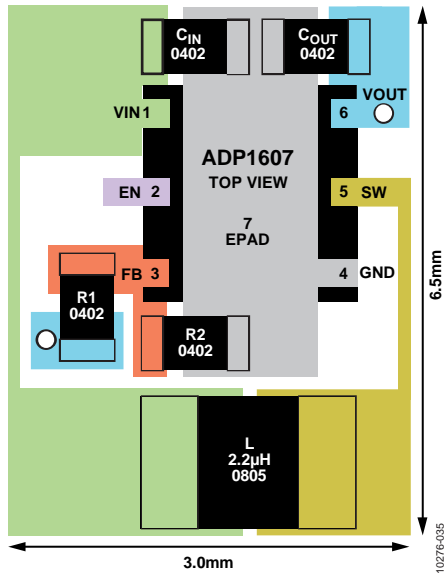 CIN
0402
COUT
0402
VOUT
VIN 1
6
ADP1607
TOP VIEW
EN 2
5 SW
7
EPAD
FB 3
4 GND
R1
0402
R2
0402
L
2.2µH
0805
6.5mm
3.0mm
10276-035